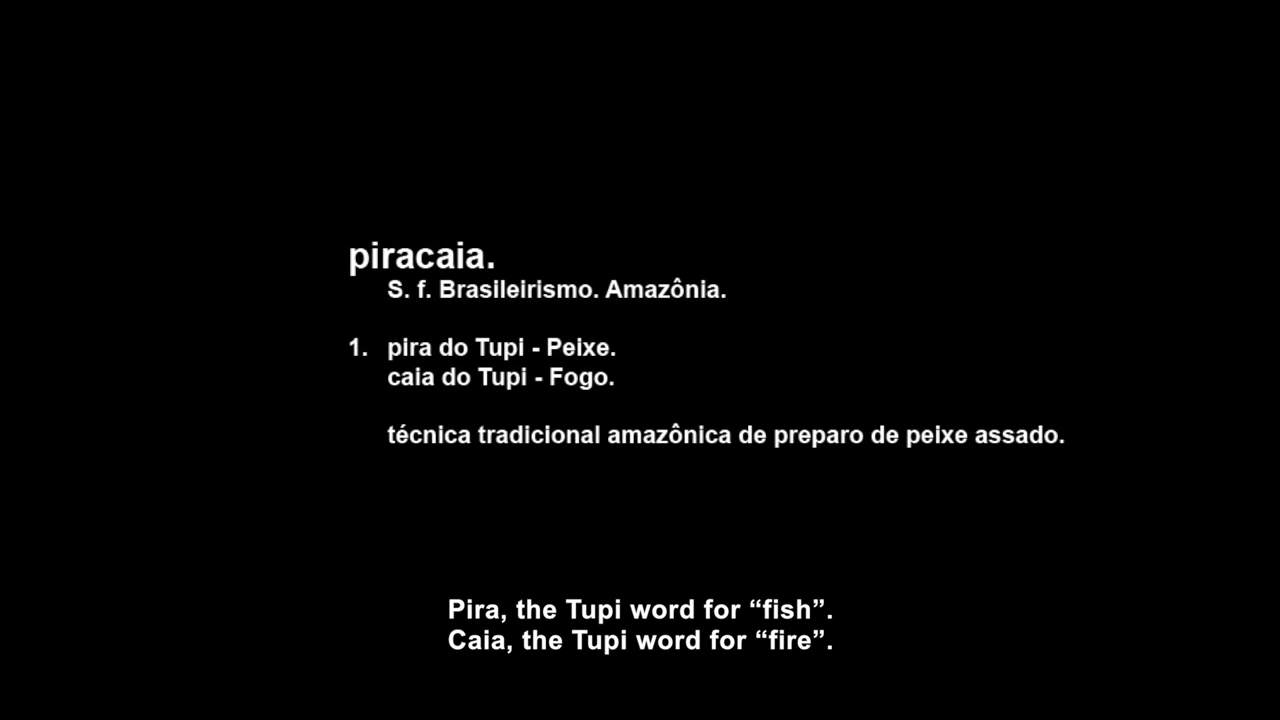 piracaia.
S. f. Brasileirismo. Amazônia.
1. pira do Tupi - Peixe.
caia do Tupi - Fogo.
técnica tradicional amazônica de preparo de peixe assado.
Pira, the Tupi word for “fish”.
Caia, the Tupi word for “fire”.